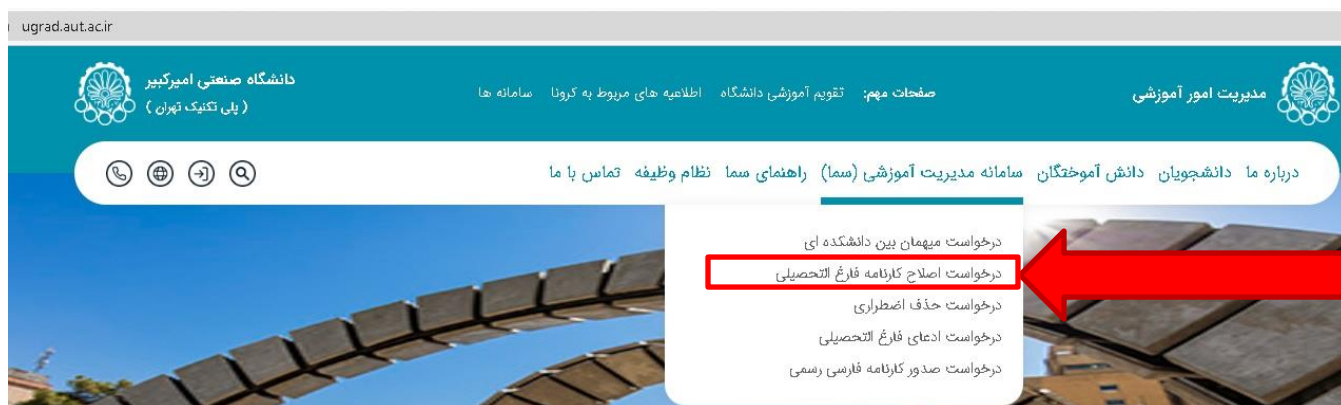 ugrad.aut.ac.ir
مدیریت امور آموزشی
صفحات مهم: تقویم آموزشی دانشگاه اطلاعیه های مربوط به کرونا سامانه ها
دانشگاه صنعتی امیرکبیر
( پلی تکنیک تهران )
درباره ما دانشجویان دانش آموختگان سامانه مدیریت آموزشی (سما) راهنمای سما نظام وظیفه تماس با ما
درخواست میهمان بین دانشکده ای
درخواست اصلاح کارنامه فارغ التحصیلی
درخواست حذف اضطراری
درخواست ادعای فارغ التحصیلی
درخواست صدور کارنامه فارسی رسمی